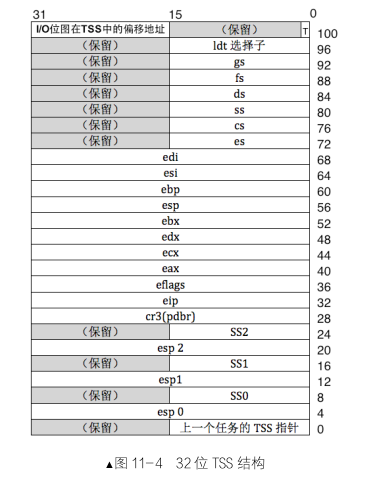 31 15 0
I/O位图在TSS中的偏移地址 （保留） T 100
（保留） ldt 选择子 96
（保留） gs 92
（保留） fs 88
（保留） ds 84
（保留） ss 80
（保留） cs 76
（保留） es 72
edi 68
esi 64
ebp 60
esp 56
ebx 52
edx 48
ecx 44
eax 40
eflags 36
eip 32
cr3(pdbr) 28
（保留） SS2 24
esp 2 20
（保留） SS1 16
esp1 12
（保留） SS0 8
esp 0 4
（保留） 上一个任务的 TSS 指针 0
▲图 11-4 32 位 TSS 结构